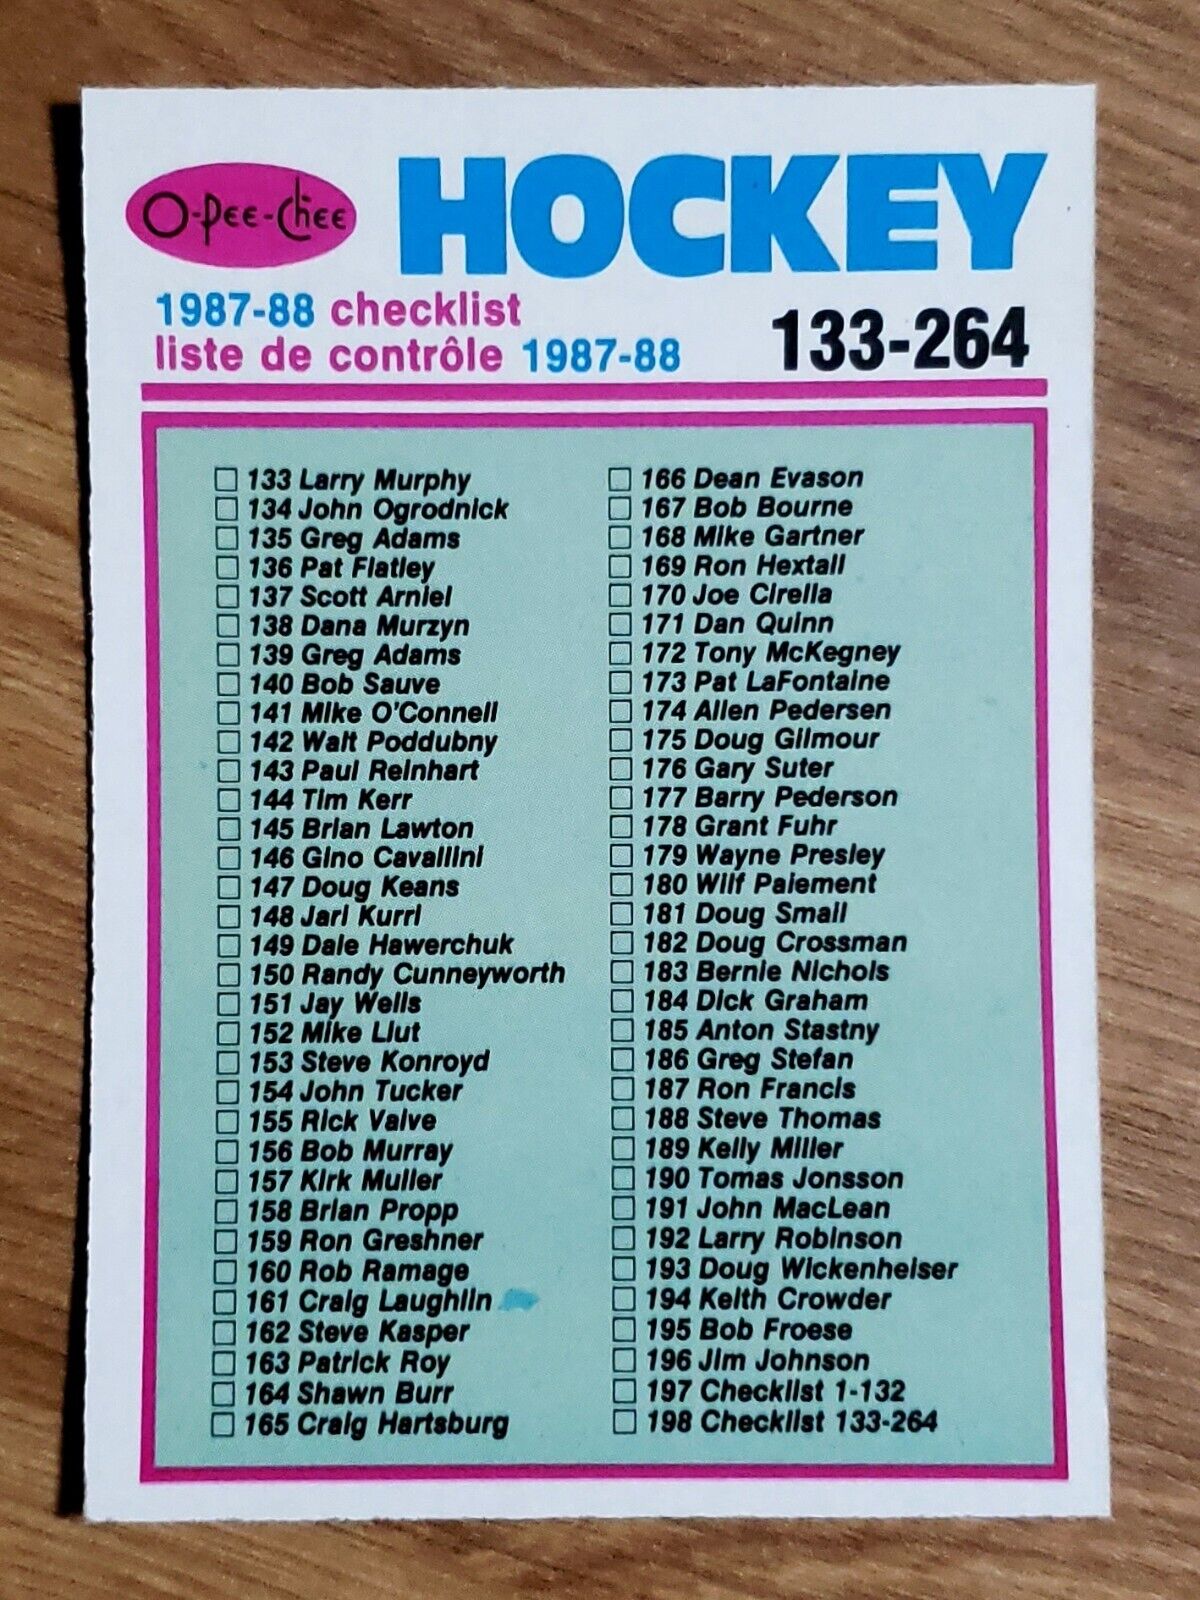 O-Pee-Chee
HOCKEY
1987-88 checklist
liste de contrôle 1987-88
133-264
133 Larry Murphy
134 John Ogrodnick
135 Greg Adams
136 Pat Flatley
137 Scott Arniel
138 Dana Murzyn
139 Greg Adams
140 Bob Sauve
141 Mike O'Connell
142 Walt Poddubny
143 Paul Reinhart
144 Tim Kerr
145 Brian Lawton
146 Gino Cavallini
147 Doug Keans
148 Jari Kurri
149 Dale Hawerchuk
150 Randy Cunneyworth
151 Jay Wells
152 Mike Liut
153 Steve Konroyd
154 John Tucker
155 Rick Vaive
156 Bob Murray
157 Kirk Muller
158 Brian Propp
159 Ron Greshner
160 Rob Ramage
161 Craig Laughlin
162 Steve Kasper
163 Patrick Roy
164 Shawn Burr
165 Craig Hartsburg
166 Dean Evason
167 Bob Bourne
168 Mike Gartner
169 Ron Hextall
170 Joe Cirella
171 Dan Quinn
172 Tony McKegney
173 Pat LaFontaine
174 Allen Pedersen
175 Doug Gilmour
176 Gary Suter
177 Barry Pederson
178 Grant Fuhr
179 Wayne Presley
180 Wilf Paiement
181 Doug Smail
182 Doug Crossman
183 Bernie Nichols
184 Dick Graham
185 Anton Stastny
186 Greg Stefan
187 Ron Francis
188 Steve Thomas
189 Kelly Miller
190 Tomas Jonsson
191 John MacLean
192 Larry Robinson
193 Doug Wickenheiser
194 Keith Crowder
195 Bob Froese
196 Jim Johnson
197 Checklist 1-132
198 Checklist 133-264